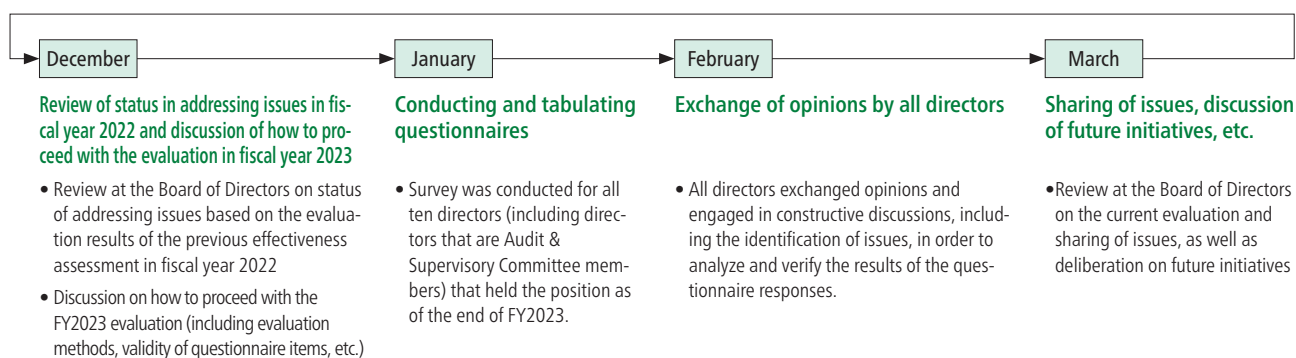 December
Review of status in addressing issues in fis-
cal year 2022 and discussion of how to pro-
ceed with the evaluation in fiscal year 2023
• Review at the Board of Directors on status
of addressing issues based on the evalua-
tion results of the previous effectiveness
assessment in fiscal year 2022
• Discussion on how to proceed with the
FY2023 evaluation (including evaluation
methods, validity of questionnaire items, etc.)
January
Conducting and tabulating
questionnaires
• Survey was conducted for all
ten directors (including direc-
tors that are Audit &
Supervisory Committee mem-
bers) that held the position as
of the end of FY2023.
February
Exchange of opinions by all directors
• All directors exchanged opinions and
engaged in constructive discussions, includ-
ing the identification of issues, in order to
analyze and verify the results of the ques-
tionnaire responses.
March
Sharing of issues, discussion
of future initiatives, etc.
•Review at the Board of Directors
on the current evaluation and
sharing of issues, as well as
deliberation on future initiatives